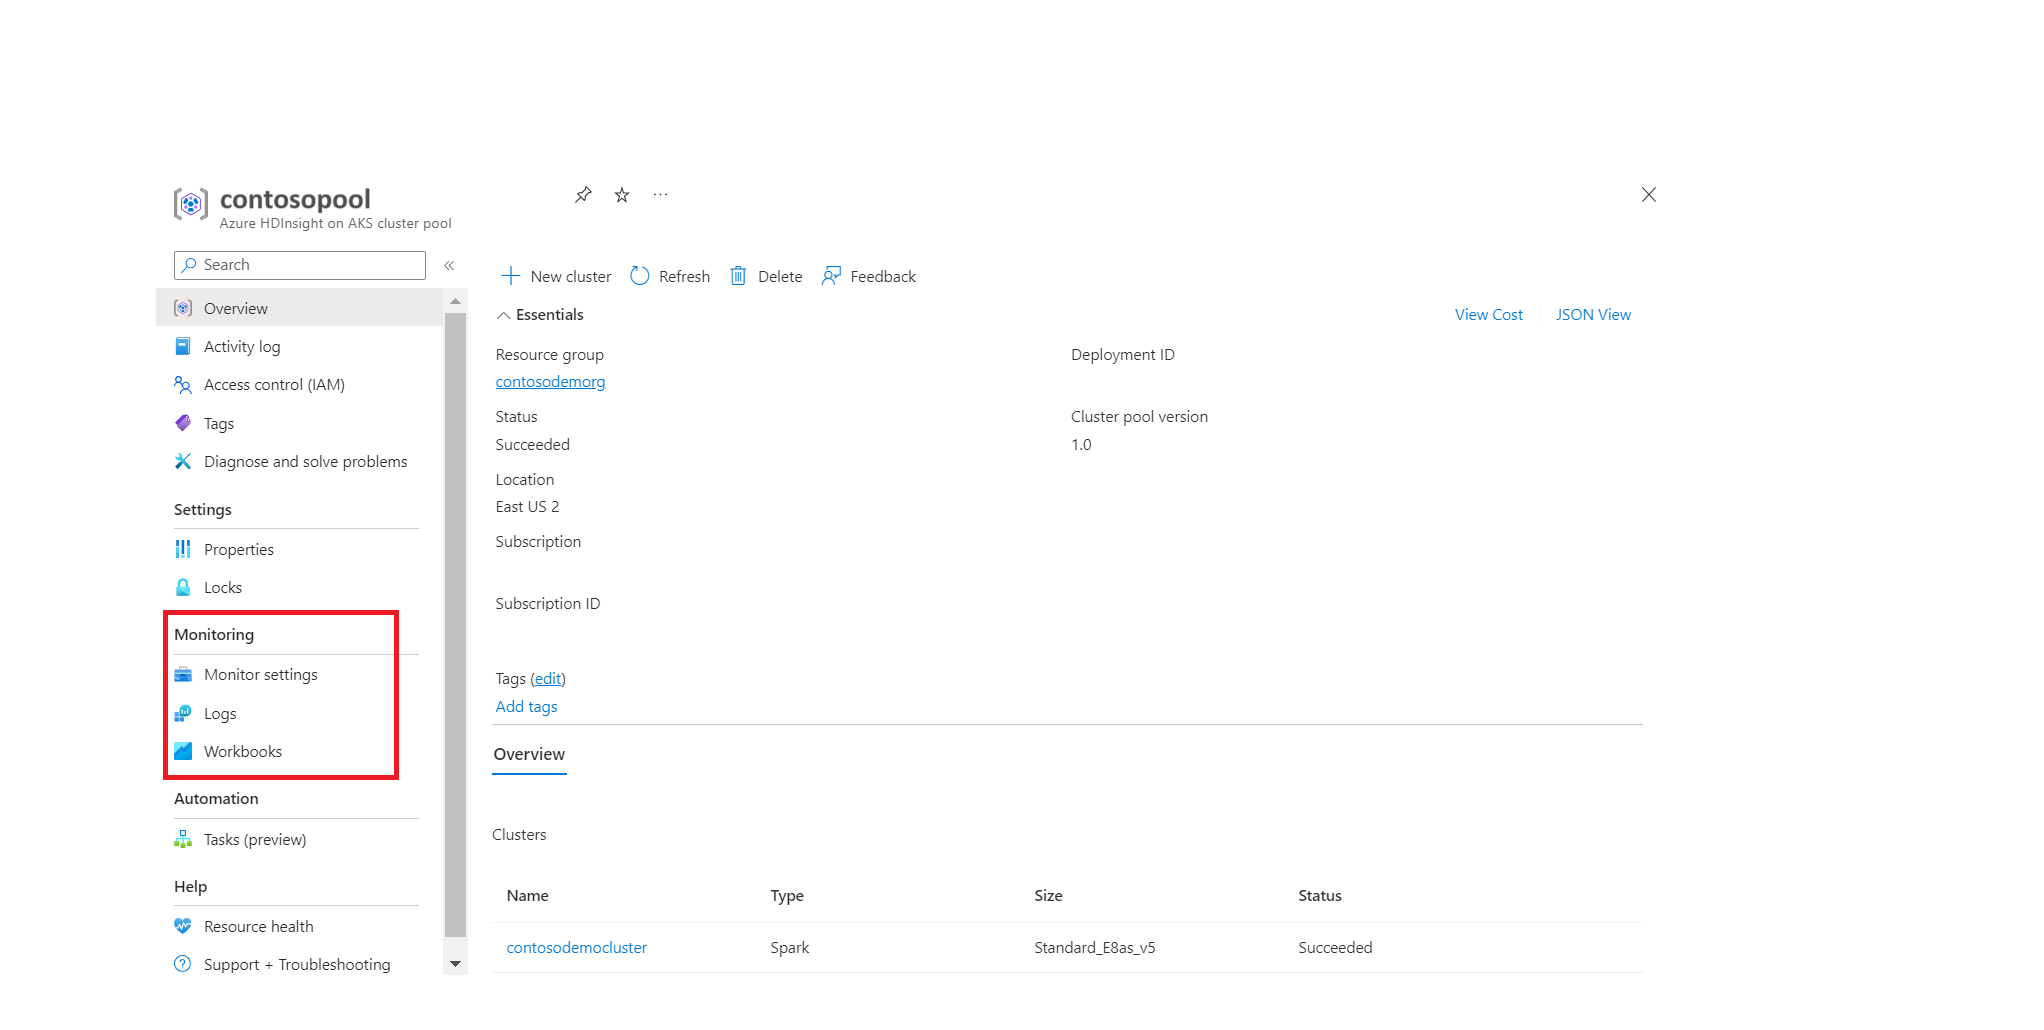 contosopool
Azure HDInsight on AKS cluster pool
Search
Overview
Activity log
Access control (IAM)
Tags
Diagnose and solve problems
Settings
Properties
Locks
Monitoring
Monitor settings
Logs
Workbooks
Automation
Tasks (preview)
Help
Resource health
Support + Troubleshooting
New cluster Refresh Delete Feedback
Essentials
View Cost JSON View
Resource group
contosodemorg
Status
Succeeded
Location
East US 2
Subscription
Subscription ID
Deployment ID
Cluster pool version
1.0
Tags (edit)
Add tags
Overview
Clusters
Name Type Size Status
contosodemocluster Spark Standard_E8as_v5 Succeeded